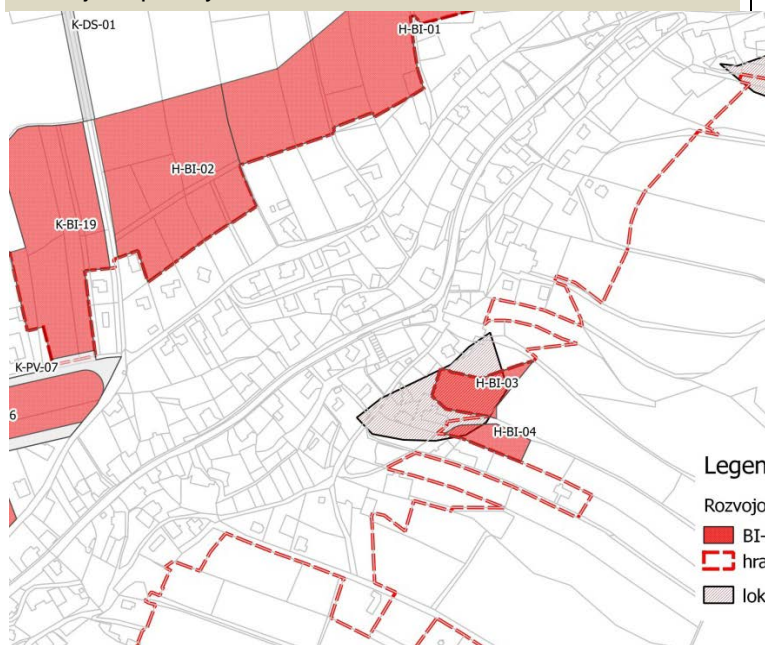 K-DS-01
H-BI-01
H-BI-02
K-BI-19
K-PV-07
6
H-BI-03
H-BI-04
Legen
Rozvojo
BI-
hra
lok